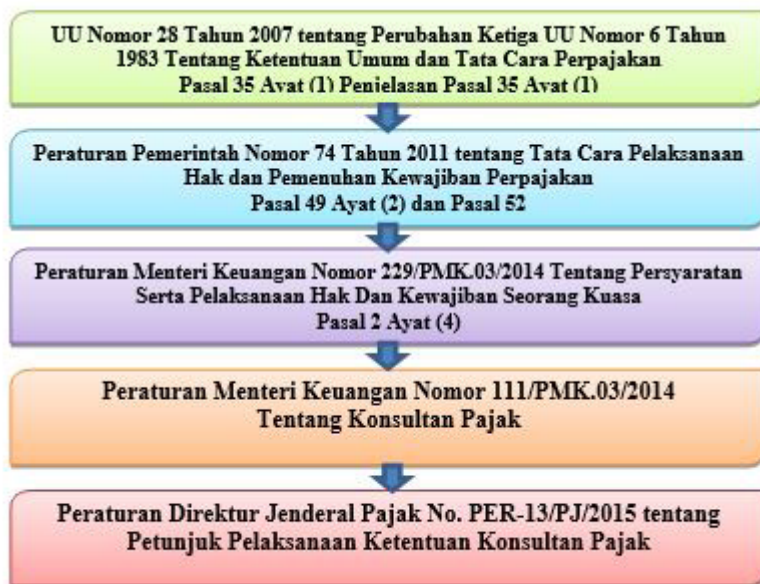 UU Nomor 28 Tahun 2007 tentang Perubahan Ketiga UU Nomor 6 Tahun
1983 Tentang Ketentuan Umum dan Tata Cara Perpajakan
Pasal 35 Ayat (1) Penjelasan Pasal 35 Ayat (1)
Peraturan Pemerintah Nomor 74 Tahun 2011 tentang Tata Cara Pelaksanaan
Hak dan Pemenuhan Kewajiban Perpajakan
Pasal 49 Ayat (2) dan Pasal 52
Peraturan Menteri Keuangan Nomor 229/PMK.03/2014 Tentang Persyaratan
Serta Pelaksanaan Hak Dan Kewajiban Seorang Kuasa
Pasal 2 Ayat (4)
Peraturan Menteri Keuangan Nomor 111/PMK.03/2014
Tentang Konsultan Pajak
Peraturan Direktur Jenderal Pajak No. PER-13/PJ/2015 tentang
Petunjuk Pelaksanaan Ketentuan Konsultan Pajak